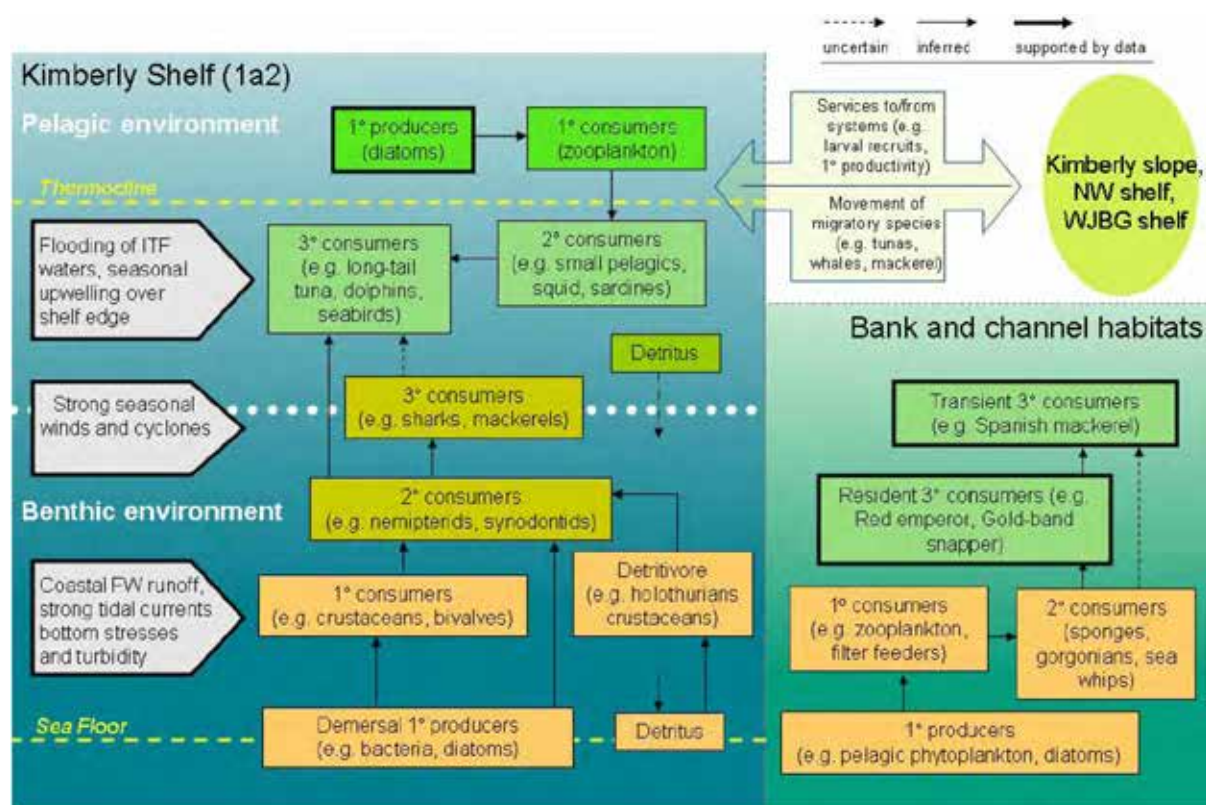 uncertain
inferred
supported by data
Kimberly Shelf (1a2)
Pelagic environment
1° producers
(diatoms)
1° consumers
(zooplankton)
Services to/from
systems (e.g.
larval recruits,
1° productivity)
Movement of
migratory species
(e.g. tunas,
whales, mackerel)
Kimberly slope,
NW shelf,
WJBG shelf
Thermocline
Flooding of ITF
waters, seasonal
upwelling over
shelf edge
3° consumers
(e.g. long-tail
tuna, dolphins,
seabirds)
2° consumers
(e.g. small pelagics,
squid, sardines)
Detritus
Strong seasonal
winds and cyclones
3° consumers
(e.g. sharks, mackerels)
Benthic environment
2° consumers
(e.g. nemipterids, synodontids)
Coastal FW runoff,
strong tidal currents
bottom stresses
and turbidity
1° consumers
(e.g. crustaceans, bivalves)
Detritivore
(e.g. holothurians
crustaceans)
Sea Floor
Demersal 1° producers
(e.g. bacteria, diatoms)
Detritus
Bank and channel habitats
Transient 3° consumers
(e.g. Spanish mackerel)
Resident 3° consumers (e.g.
Red emperor, Gold-band
snapper)
1° consumers
(e.g. zooplankton,
filter feeders)
2° consumers
(sponges,
gorgonians, sea
whips)
1° producers
(e.g. pelagic phytoplankton, diatoms)